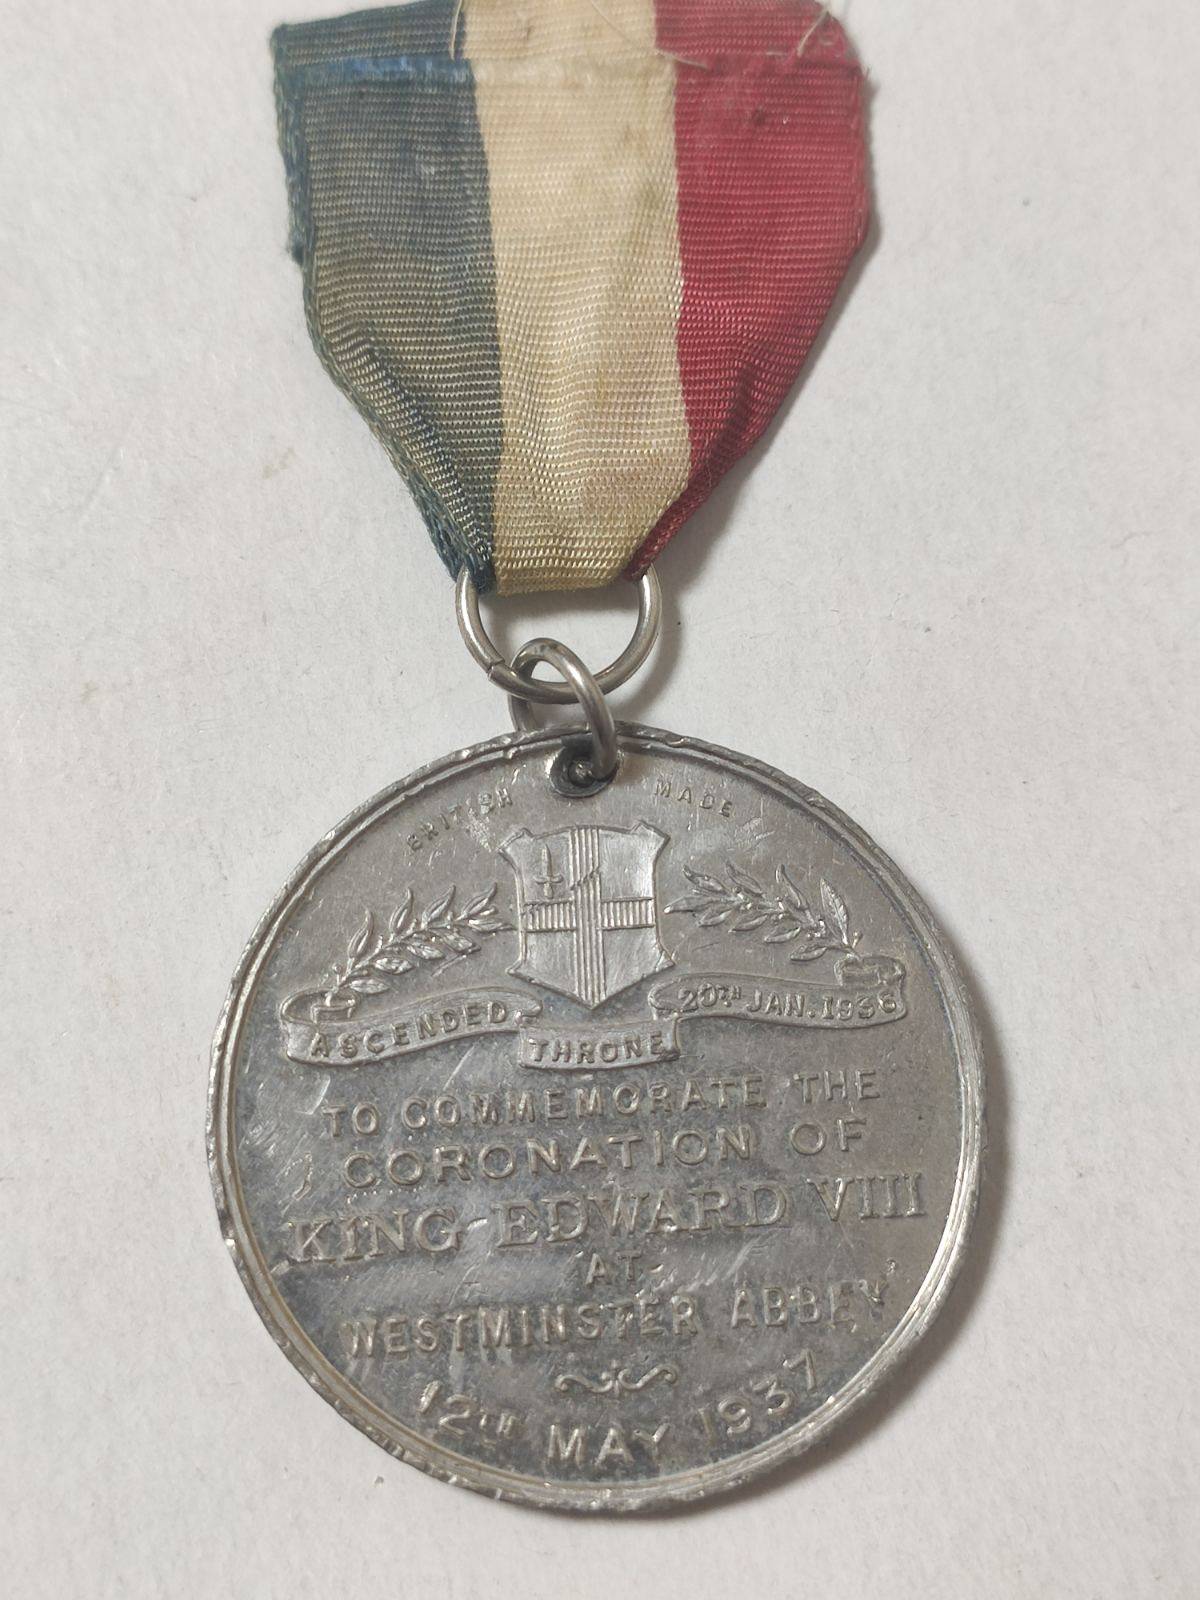 BRITISH MADE
ASCENDED THRONE 20TH JAN. 1936
TO COMMEMORATE THE
CORONATION OF
KING EDWARD VIII
AT
WESTMINSTER ABBEY
12TH MAY 1937